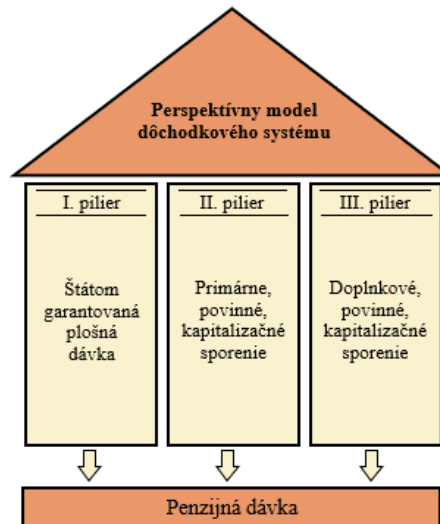 Perspektívny model
dôchodkového systému
I. pilier
Štátom
garantovaná
plošná
dávka
II. pilier
Primárne,
povinné,
kapitalizačné
sporenie
III. pilier
Doplnkové,
povinné,
kapitalizačné
sporenie
Penzijná dávka